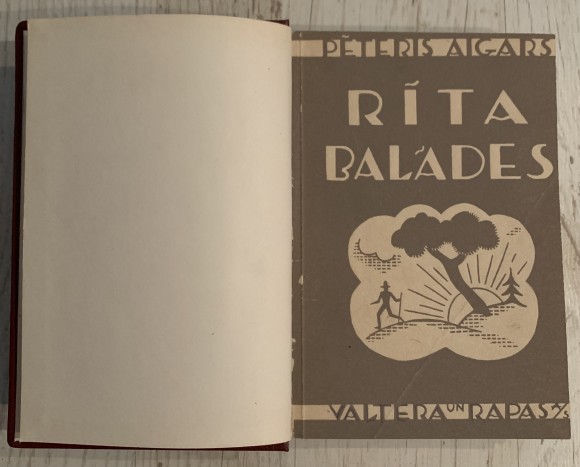 PĒTERIS AIGARS
RĪTA
BALĀDES
VALTERA UN RAPAS A/S